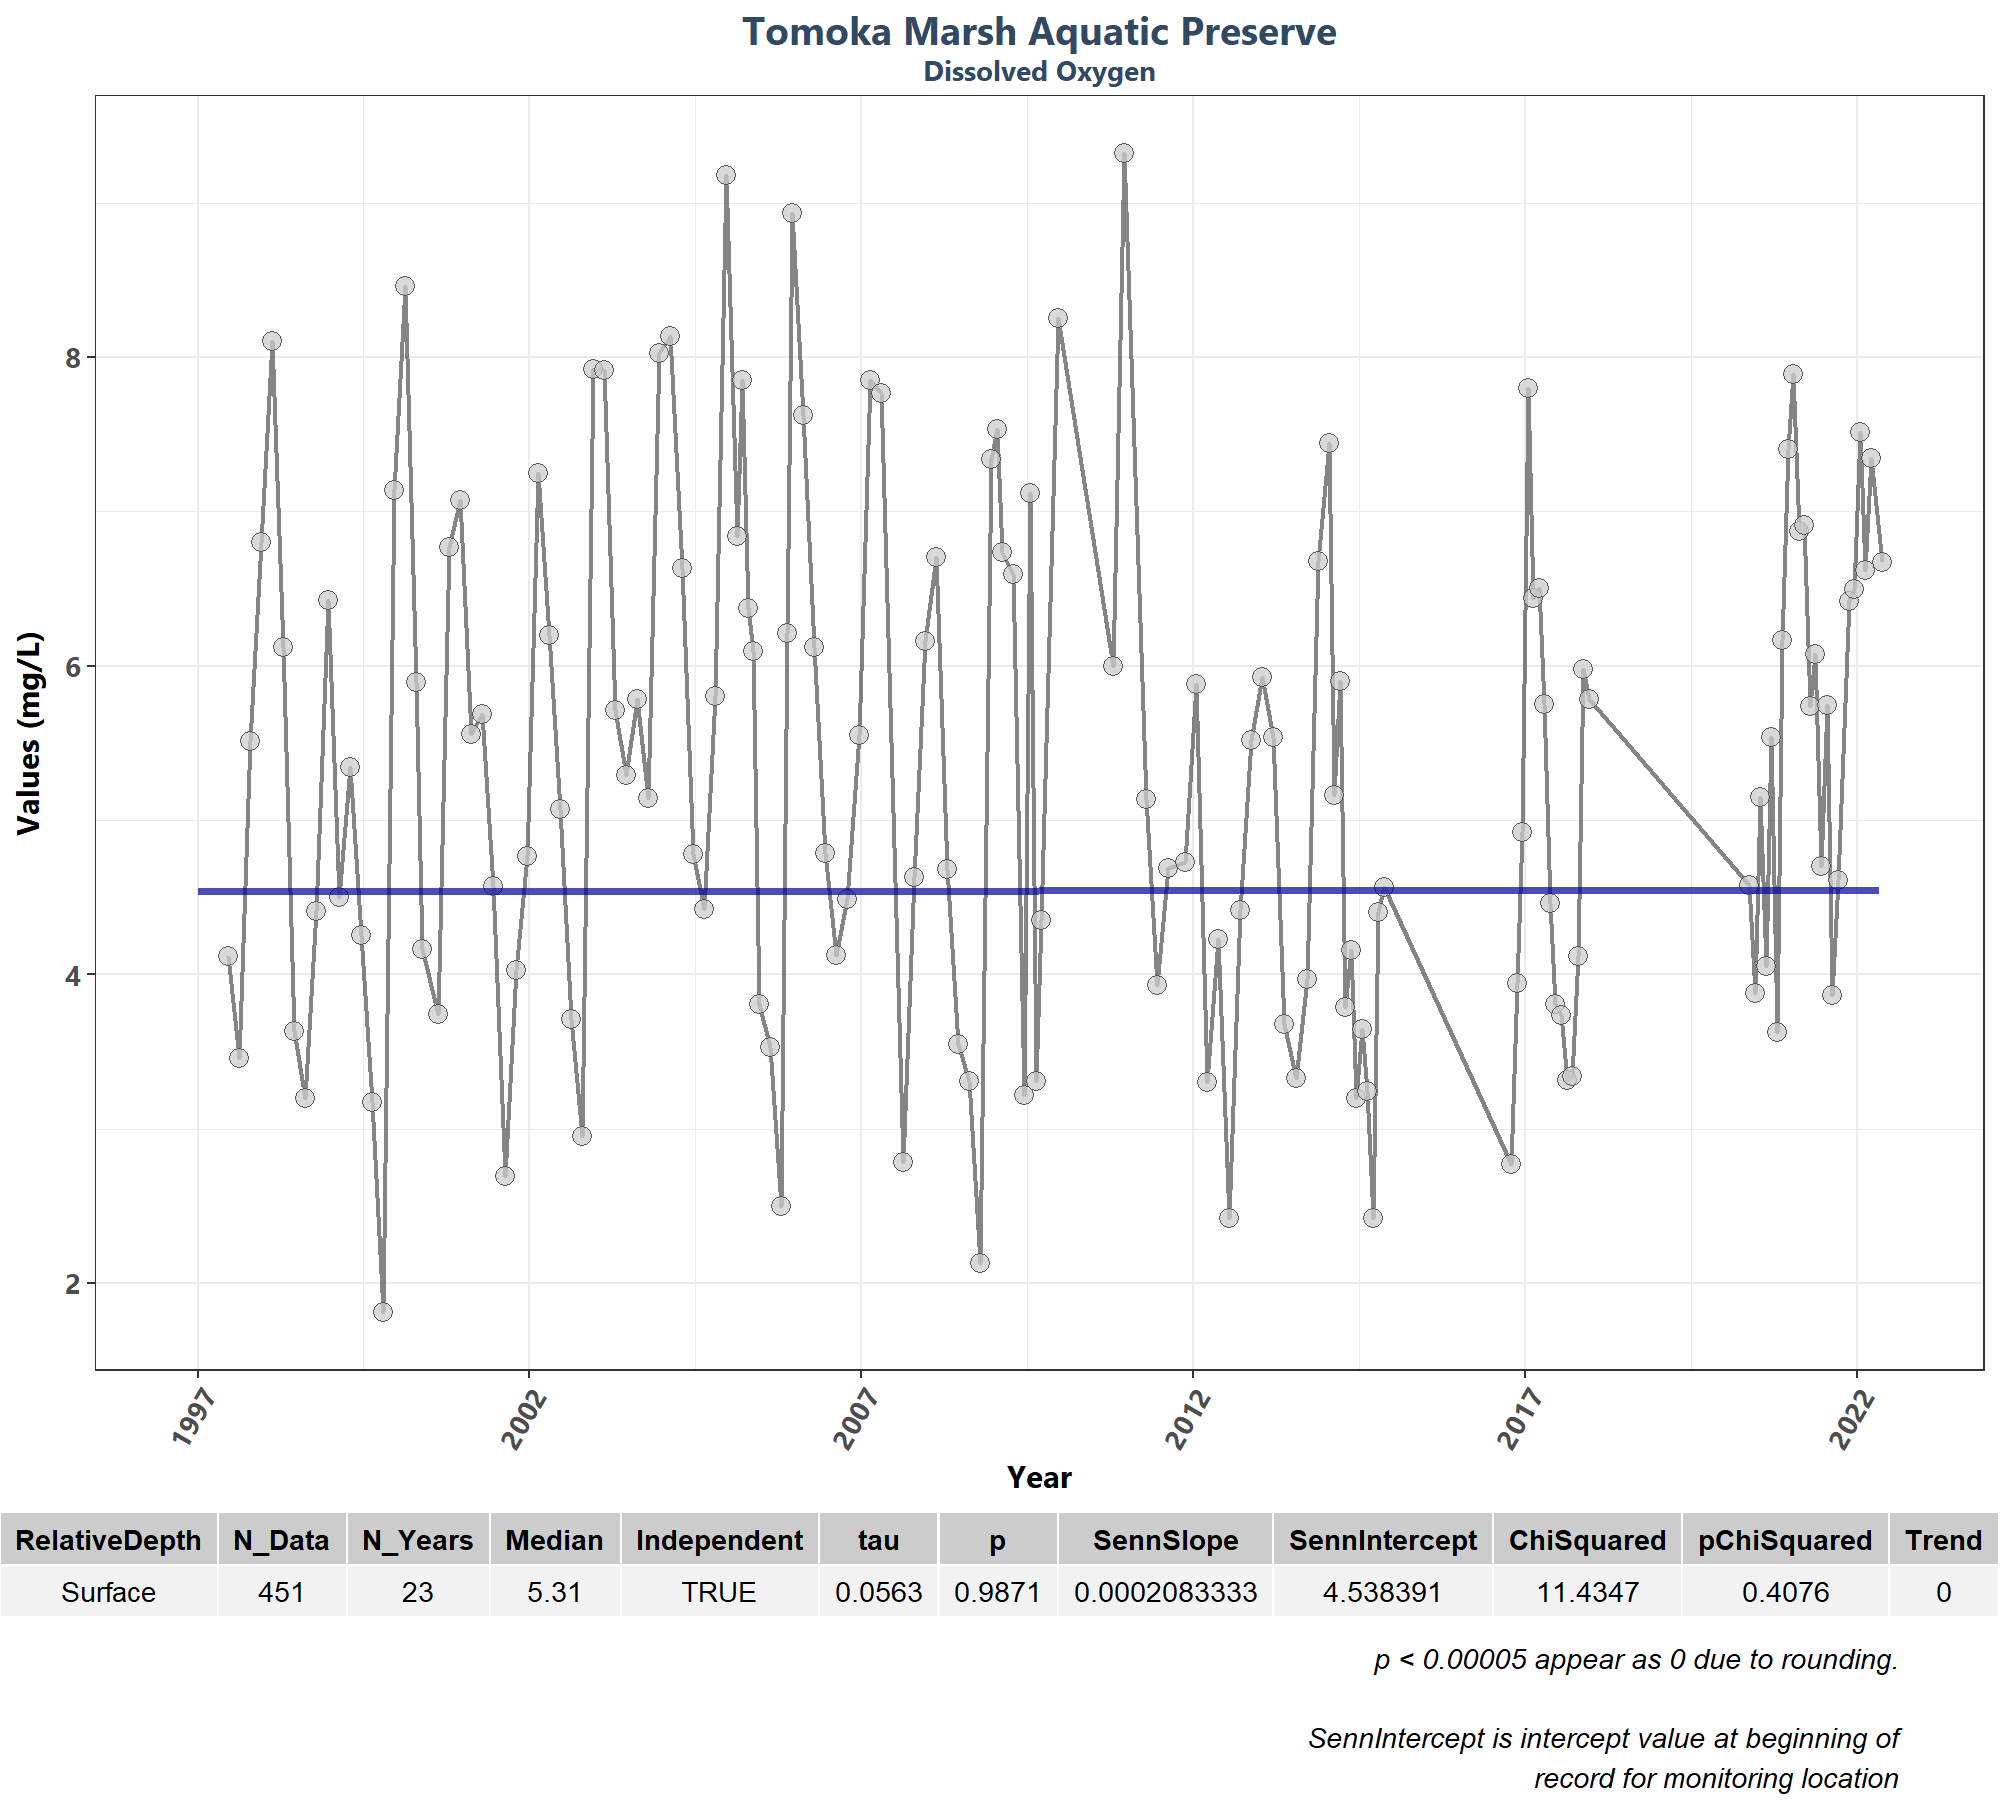 Tomoka Marsh Aquatic Preserve
Dissolved Oxygen
Values (mg/L)
8
6
4
2
1997 2002 2007 2012 2017 2022
Year
RelativeDepth N_Data N_Years Median Independent tau p SennSlope SennIntercept ChiSquared pChiSquared Trend
Surface 451 23 5.31 TRUE 0.0563 0.9871 0.0002083333 4.538391 11.4347 0.4076 0
p < 0.00005 appear as 0 due to rounding.
SennIntercept is intercept value at beginning of
record for monitoring location